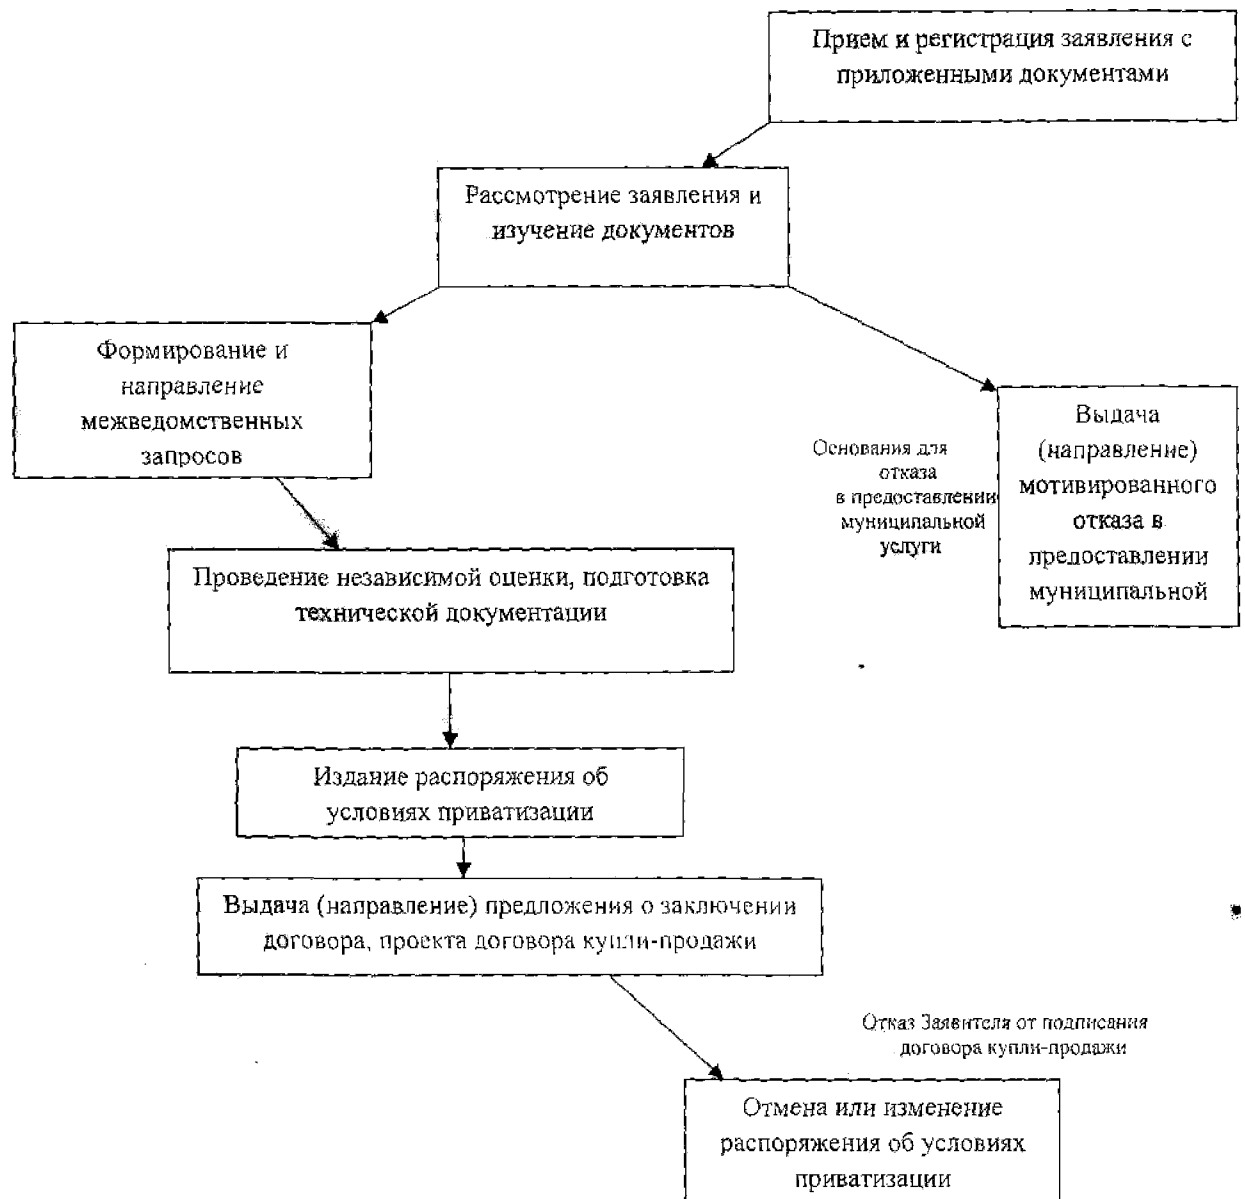 Прием и регистрация заявления с
приложенными документами
Рассмотрение заявления и
изучение документов
Формирование и
направление
межведомственных
запросов
Основания для
отказа
в предоставлении
муниципальной
услуги
Выдача
(направление)
мотивированного
отказа в
предоставлении
муниципальной
Проведение независимой оценки, подготовка
технической документации
Издание распоряжения об
условиях приватизации
Выдача (направление) предложения о заключении
договора, проекта договора купли-продажи
Отказ Заявителя от подписания
договора купли-продажи
Отмена или изменение
распоряжения об условиях
приватизации